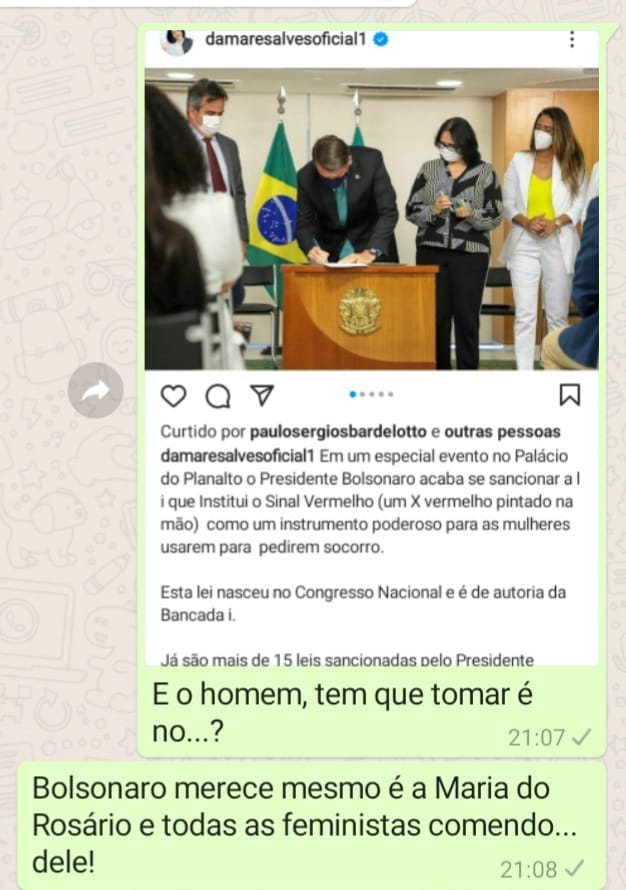 damaresalvesoficial1
Curtido por paulosergiosbardelotto e outras pessoas
damaresalvesoficial1 Em um especial evento no Palácio
do Planalto o Presidente Bolsonaro acaba se sancionar a l
i que Institui o Sinal Vermelho (um X vermelho pintado na
mão) como um instrumento poderoso para as mulheres
usarem para pedirem socorro.
Esta lei nasceu no Congresso Nacional e é de autoria da
Bancada i.
Já são mais de 15 leis sancionadas pelo Presidente
E o homem, tem que tomar é
no...?
21:07
Bolsonaro merece mesmo é a Maria do
Rosário e todas as feministas comendo...
dele!
21:08